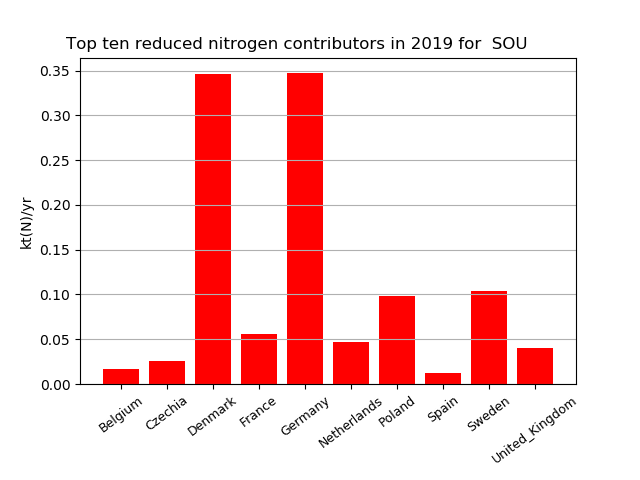 Top ten reduced nitrogen contributors in 2019 for  SOU
kt(N)/yr
0.35
0.30
0.25
0.20
0.15
0.10
0.05
0.00
Belgium
Czechia
Denmark
France
Germany
Netherlands
Poland
Spain
Sweden
United_Kingdom